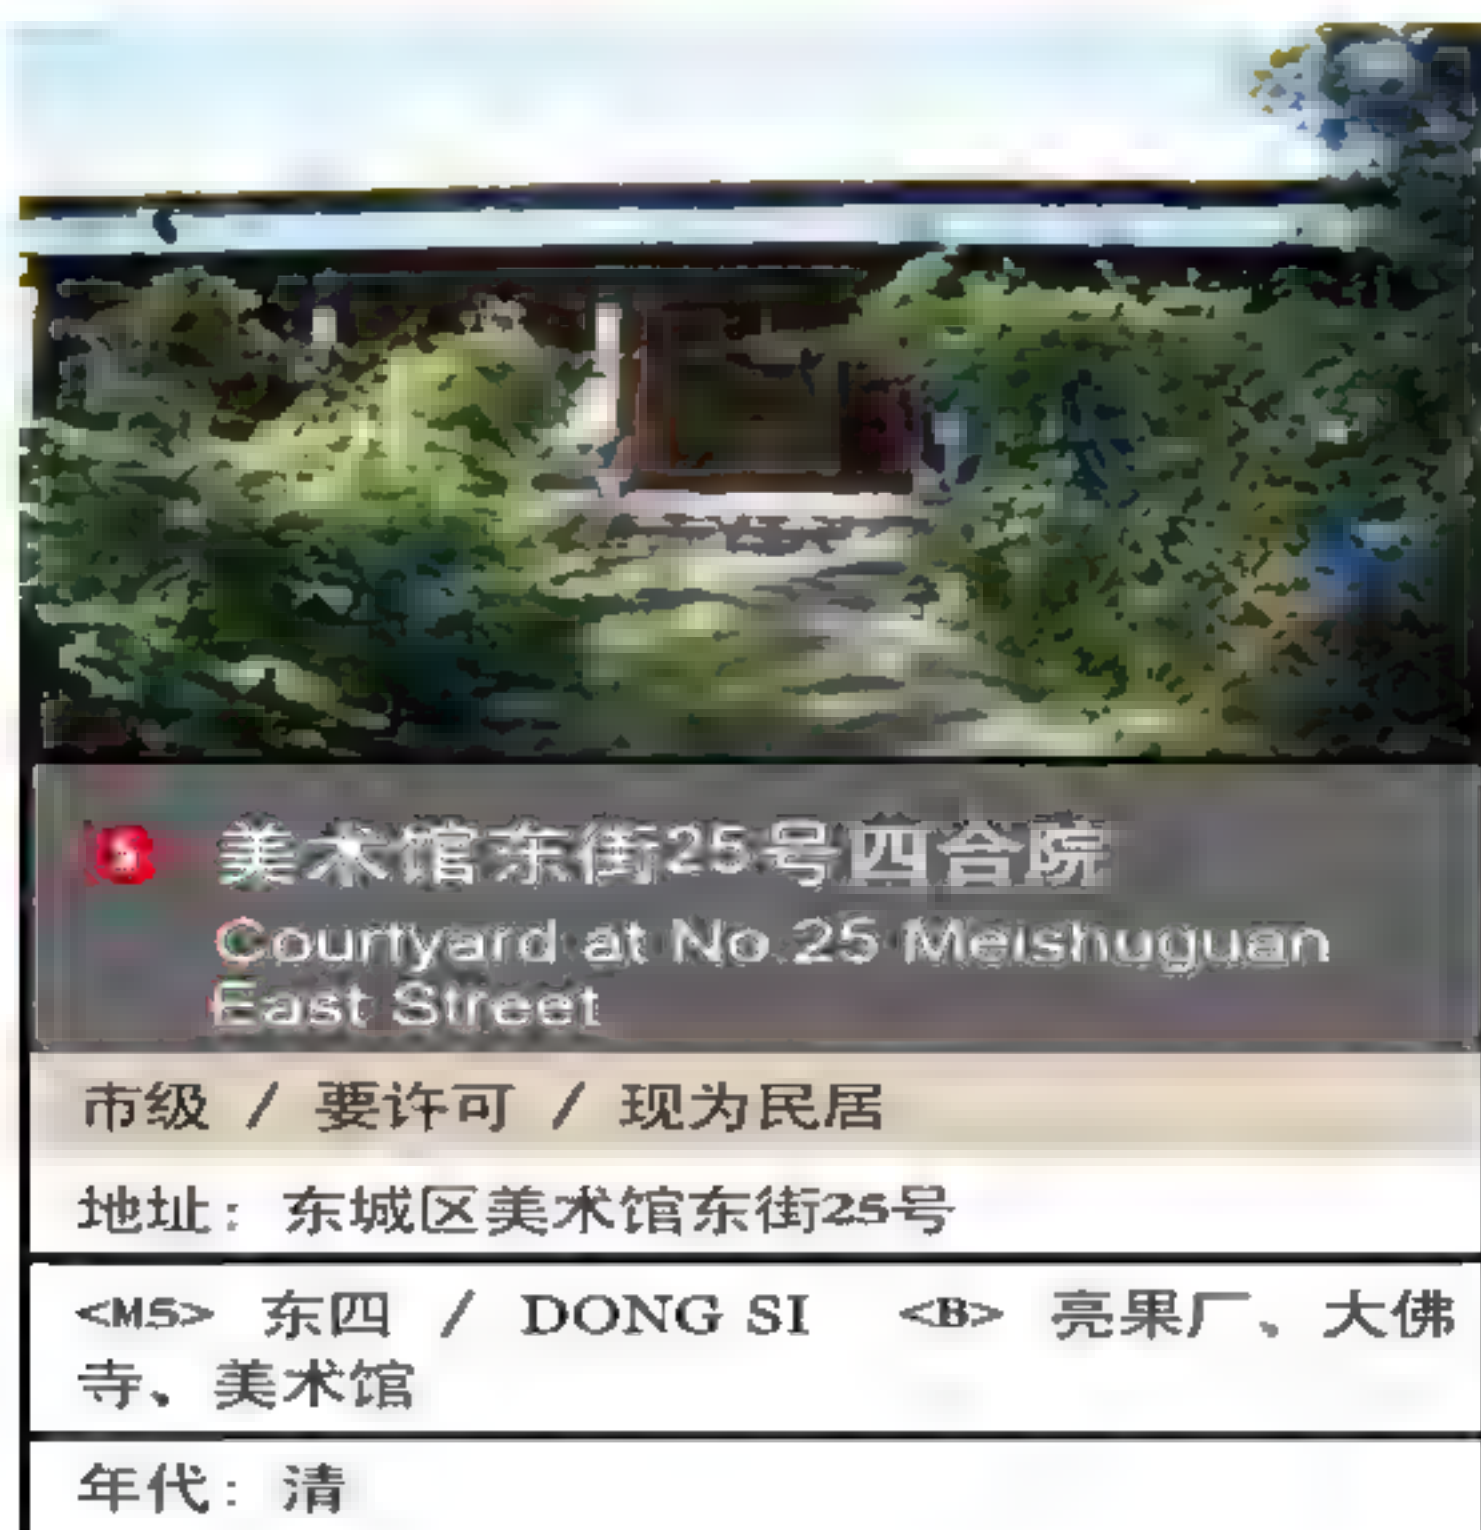 美术馆东街25号四合院
Courtyard at No.25 Meishuguan
East Street
市级 / 要许可 / 现为民居
地址：东城区美术馆东街25号
<M5> 东四 / DONG SI <B> 亮果厂、大佛
寺、美术馆
年代：清